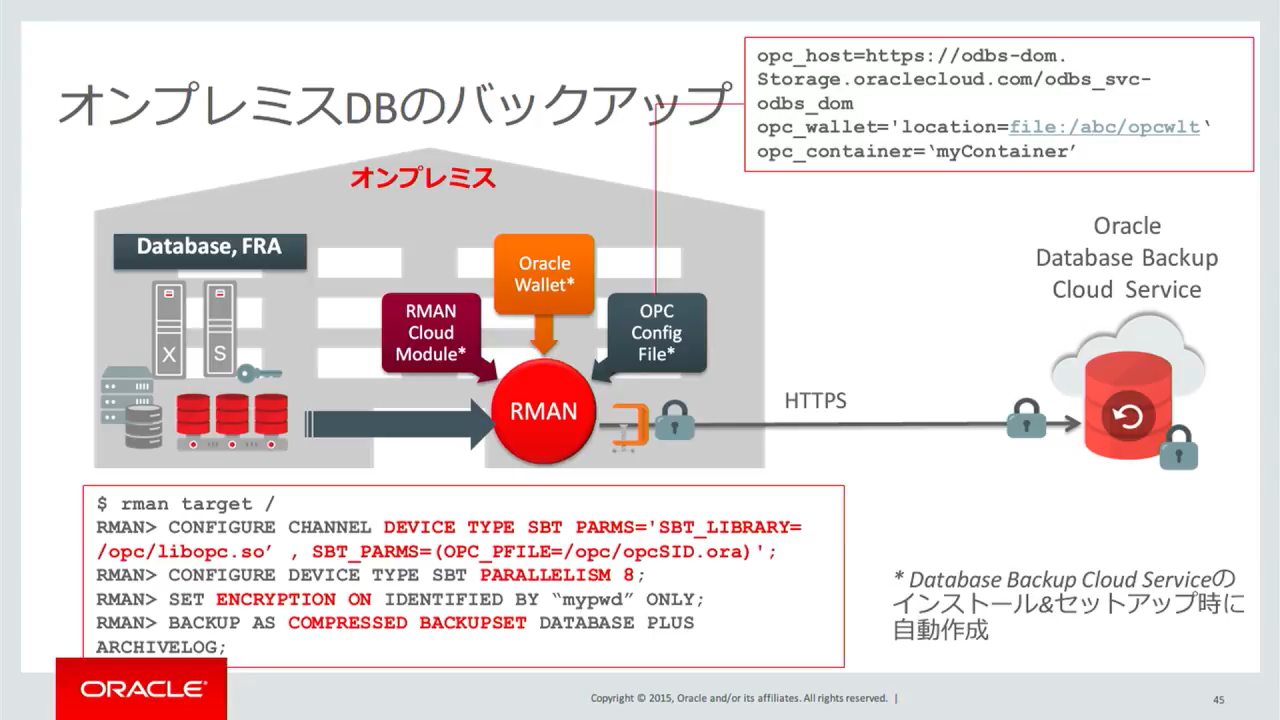 オンプレミスDBのバックアップ
opc_host=https://odbs-dom.
Storage.oraclecloud.com/odbs_svc-
odbs_dom
opc_wallet='location=file:/abc/opcwlt‘
opc_container=‘myContainer’
オンプレミス
Database, FRA
X
S
RMAN
Cloud
Module*
Oracle
Wallet*
OPC
Config
File*
RMAN
HTTPS
Oracle
Database Backup
Cloud Service
$ rman target /
RMAN> CONFIGURE CHANNEL DEVICE TYPE SBT PARMS='SBT_LIBRARY=
/opc/libopc.so’ , SBT_PARMS=(OPC_PFILE=/opc/opcSID.ora)';
RMAN> CONFIGURE DEVICE TYPE SBT PARALLELISM 8;
RMAN> SET ENCRYPTION ON IDENTIFIED BY “mypwd” ONLY;
RMAN> BACKUP AS COMPRESSED BACKUPSET DATABASE PLUS
ARCHIVELOG;
* Database Backup Cloud Serviceの
インストール&セットアップ時に
自動作成
ORACLE®
Copyright © 2015, Oracle and/or its affiliates. All rights reserved. |
45